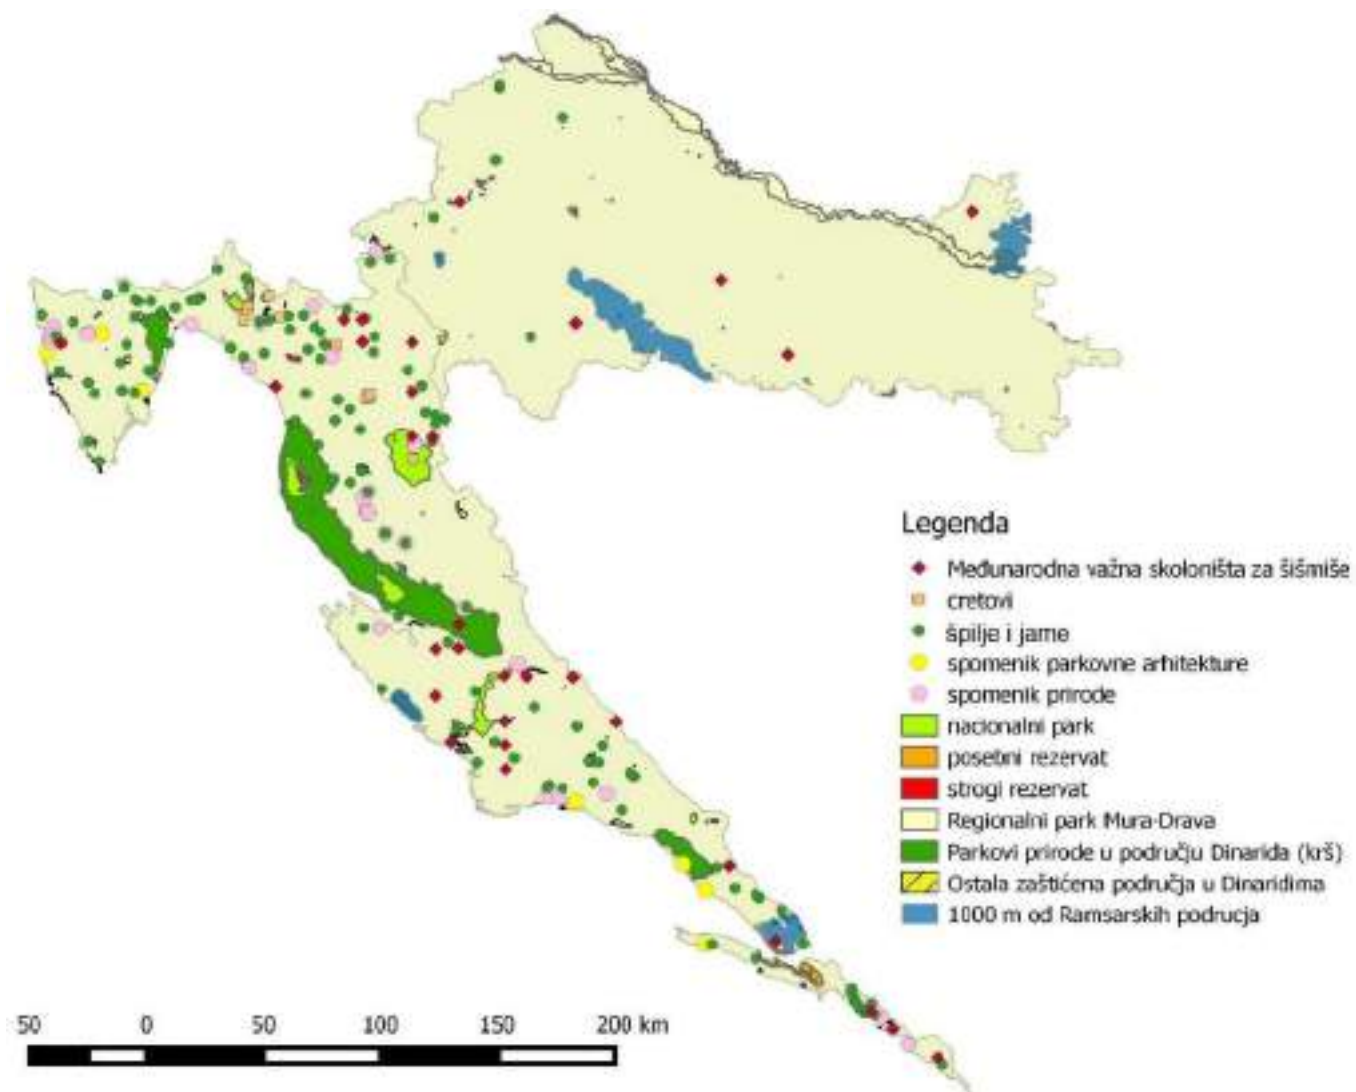 Legenda
Međunarodna važna skoloništa za šišmiše
cretovi
špilje i jame
spomenik parkovne arhitekture
spomenik prirode
nacionalni park
posebni rezervat
strogi rezervat
Regionalni park Mura-Drava
Parkovi prirode u području Dinarida (krš)
Ostala zaštićena područja u Dinaridima
1000 m od Ramsarskih podrucja
50 0 50 100 150 200 km